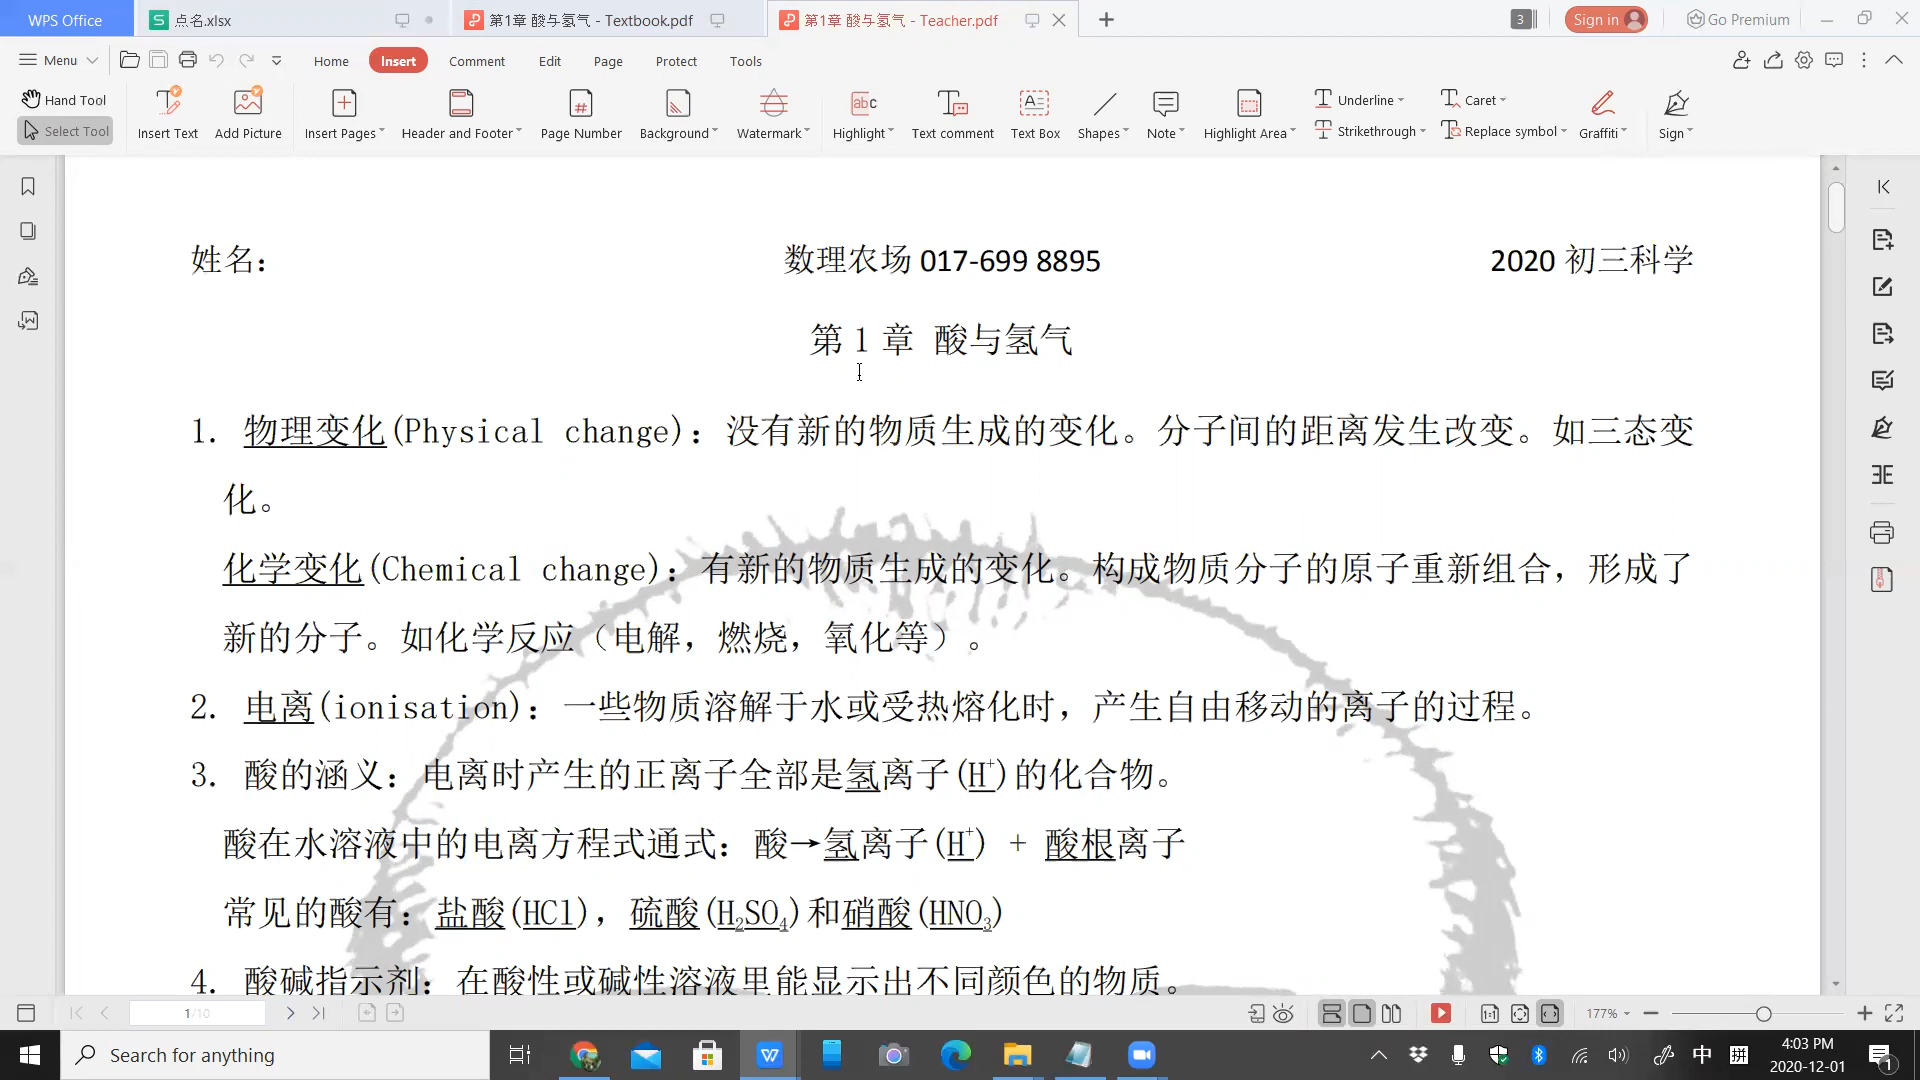 WPS Office
点名.xlsx
第1章 酸与氢气 - Textbook.pdf
第1章 酸与氢气 - Teacher.pdf
3
Sign in
Go Premium
Menu
Home
Insert
Comment
Edit
Page
Protect
Tools
Hand Tool
Select Tool
Insert Text
Add Picture
Insert Pages
Header and Footer
Page Number
Background
Watermark
Highlight
Text comment
Text Box
Shapes
Note
Highlight Area
Underline
Strikethrough
Caret
Replace symbol
Graffiti
Sign
姓名：
数理农场 017-699 8895
2020 初三科学
第 1 章 酸与氢气
1. 物理变化(Physical change)：没有新的物质生成的变化。分子间的距离发生改变。如三态变
化。
化学变化(Chemical change)：有新的物质生成的变化。构成物质分子的原子重新组合，形成了
新的分子。如化学反应（电解，燃烧，氧化等）。
2. 电离(ionisation)：一些物质溶解于水或受热熔化时，产生自由移动的离子的过程。
3. 酸的涵义：电离时产生的正离子全部是氢离子(H⁺)的化合物。
酸在水溶液中的电离方程式通式：酸→氢离子(H⁺) + 酸根离子
常见的酸有：盐酸(HCl)，硫酸(H₂SO₄)和硝酸(HNO₃)
4. 酸碱指示剂：在酸性或碱性溶液里能显示出不同颜色的物质。
1/10
1:1
177%
Search for anything
中
拼
4:03 PM
2020-12-01
1